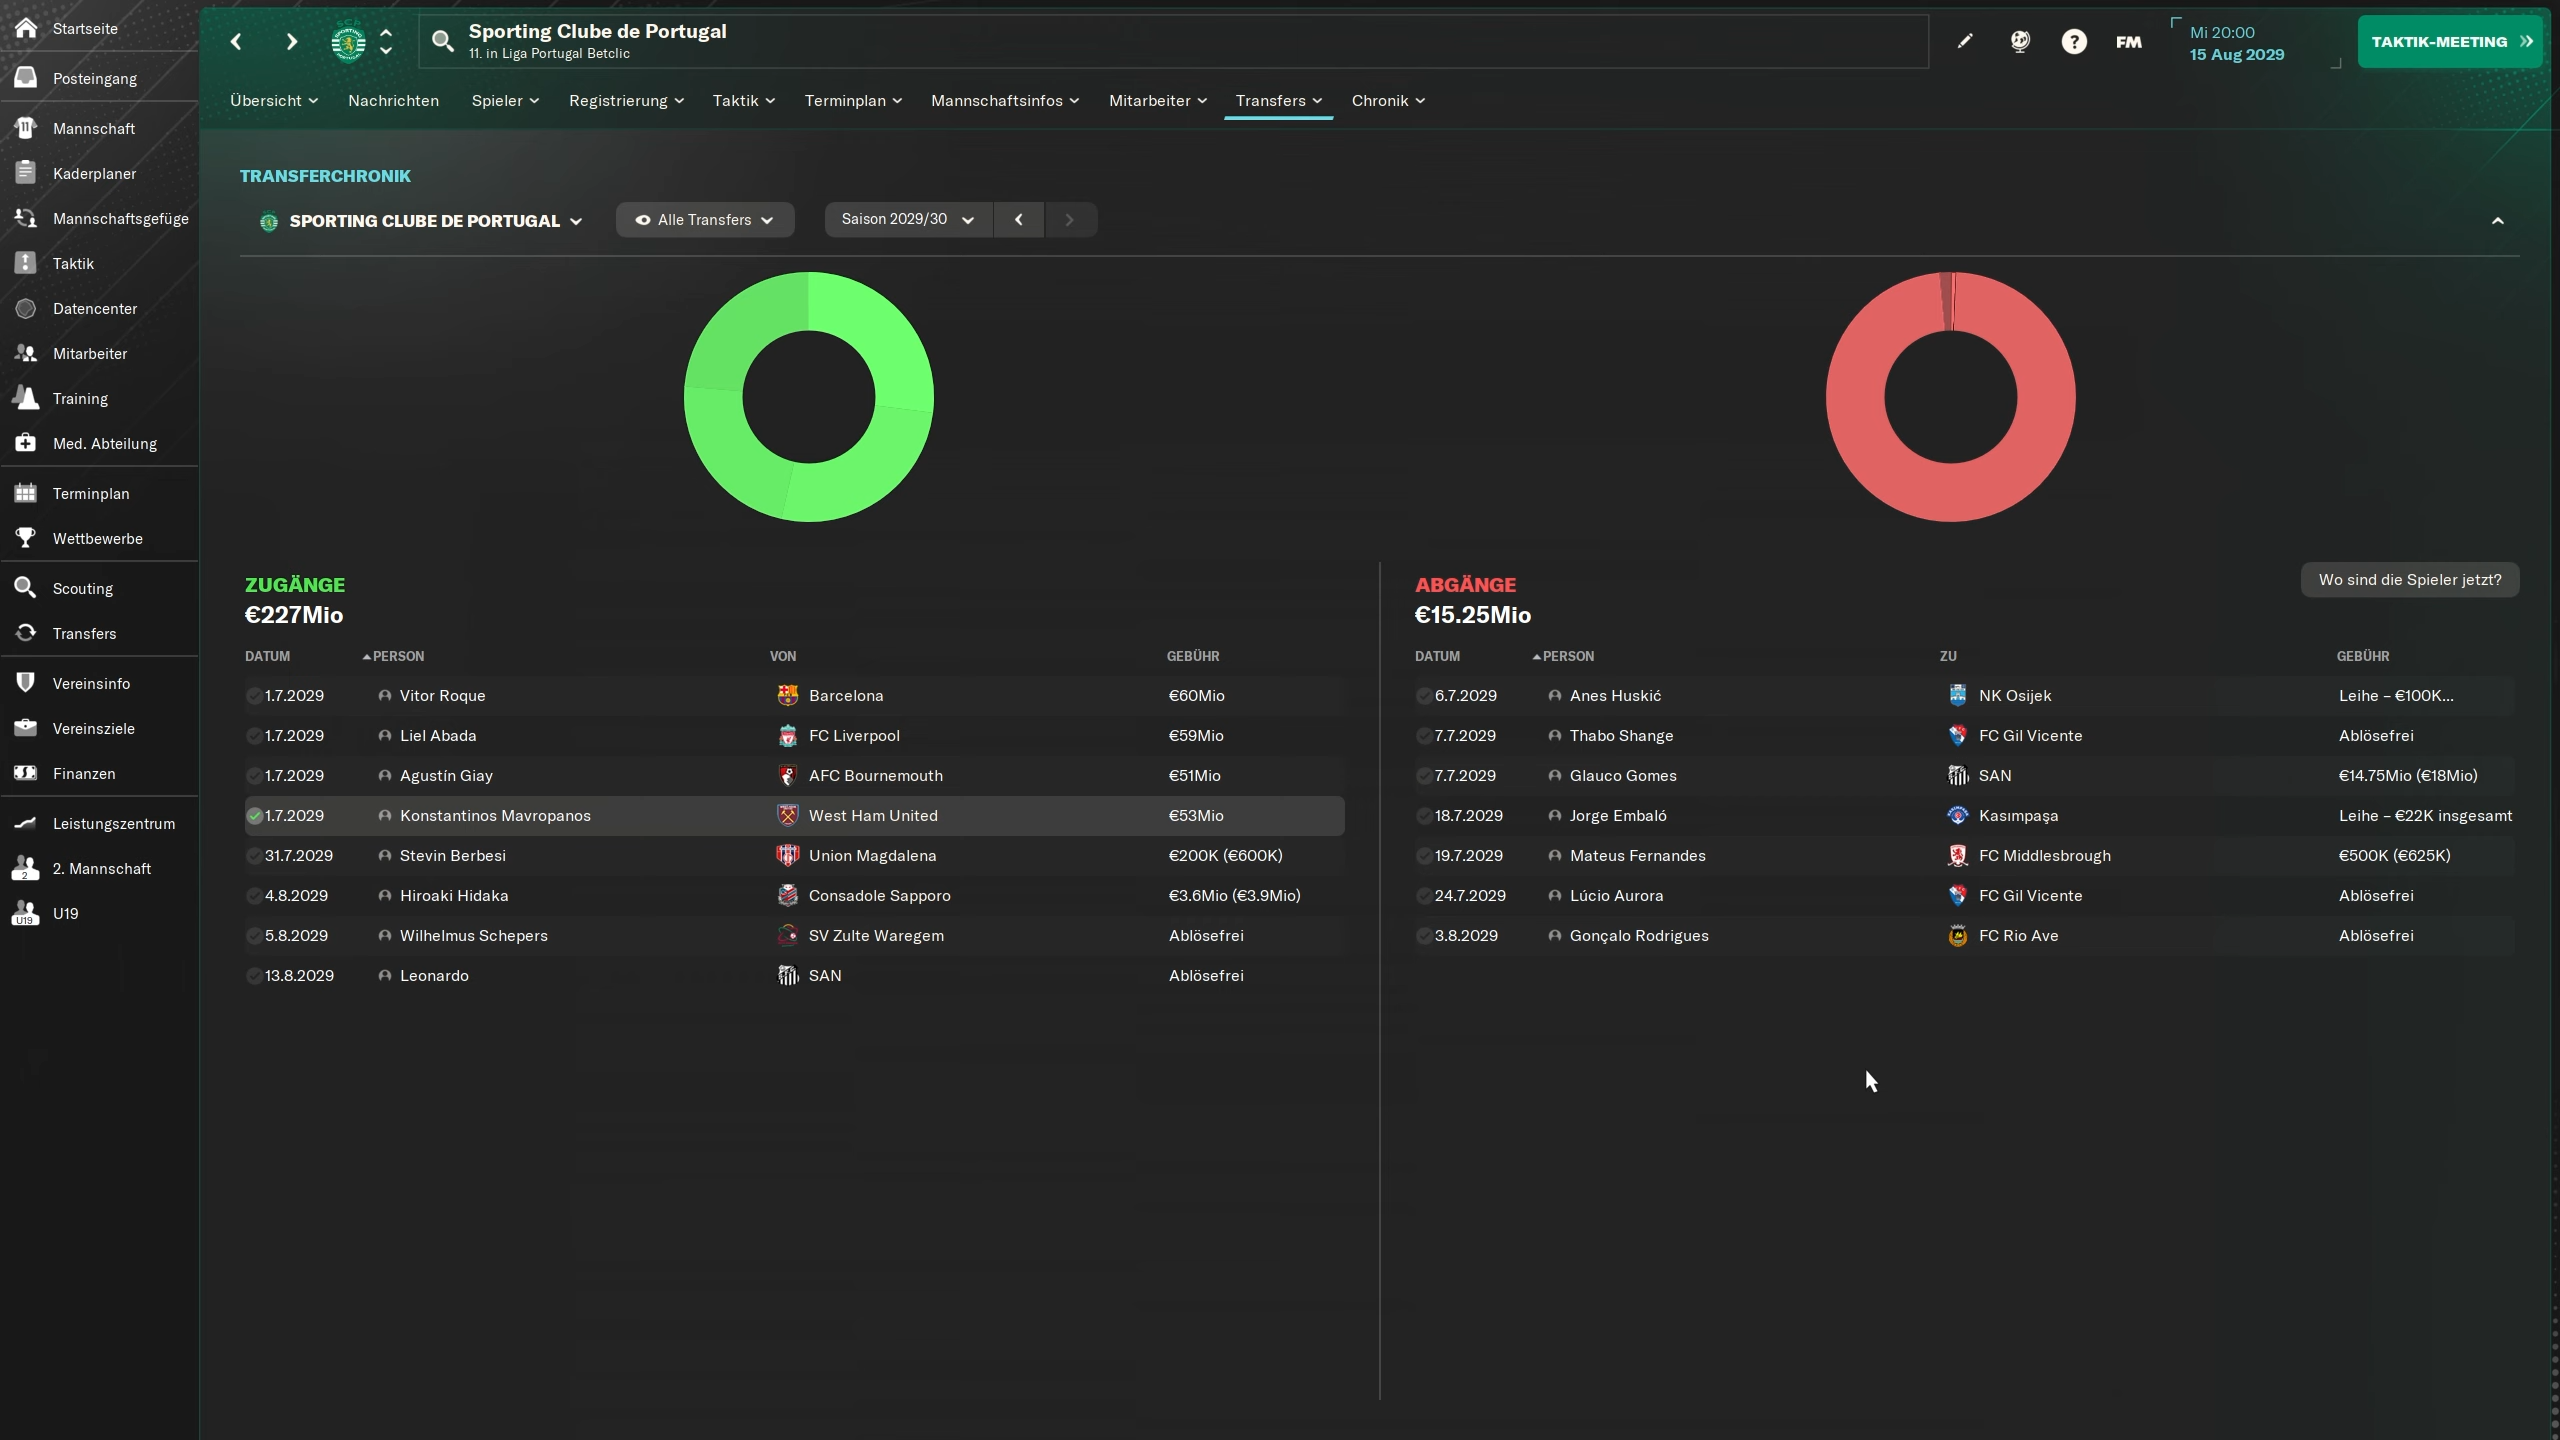 Startseite
Posteingang
Mannschaft
Kaderplaner
Mannschaftsgefüge
Taktik
Datencenter
Mitarbeiter
Training
Med. Abteilung
Terminplan
Wettbewerbe
Scouting
Transfers
Vereinsinfo
Vereinsziele
Finanzen
Leistungszentrum
2. Mannschaft
U19
Sporting Clube de Portugal
11. in Liga Portugal Betclic
FM
Mi 20:00
15 Aug 2029
TAKTIK-MEETING
Übersicht Nachrichten Spieler Registrierung Taktik Terminplan Mannschaftsinfos Mitarbeiter Transfers Chronik
TRANSFERCHRONIK
SPORTING CLUBE DE PORTUGAL Alle Transfers Saison 2029/30
ZUGÄNGE
€227Mio
DATUM PERSON VON GEBÜHR
1.7.2029 Vitor Roque Barcelona €60Mio
1.7.2029 Liel Abada FC Liverpool €59Mio
1.7.2029 Agustín Giay AFC Bournemouth €51Mio
1.7.2029 Konstantinos Mavropanos West Ham United €53Mio
31.7.2029 Stevin Berbesi Union Magdalena €200K (€600K)
4.8.2029 Hiroaki Hidaka Consadole Sapporo €3.6Mio (€3.9Mio)
5.8.2029 Wilhelmus Schepers SV Zulte Waregem Ablösefrei
13.8.2029 Leonardo SAN Ablösefrei
ABGÄNGE
€15.25Mio
Wo sind die Spieler jetzt?
DATUM PERSON ZU GEBÜHR
6.7.2029 Anes Huskić NK Osijek Leihe – €100K...
7.7.2029 Thabo Shange FC Gil Vicente Ablösefrei
7.7.2029 Glauco Gomes SAN €14.75Mio (€18Mio)
18.7.2029 Jorge Embaló Kasımpaşa Leihe – €22K insgesamt
19.7.2029 Mateus Fernandes FC Middlesbrough €500K (€625K)
24.7.2029 Lúcio Aurora FC Gil Vicente Ablösefrei
3.8.2029 Gonçalo Rodrigues FC Rio Ave Ablösefrei